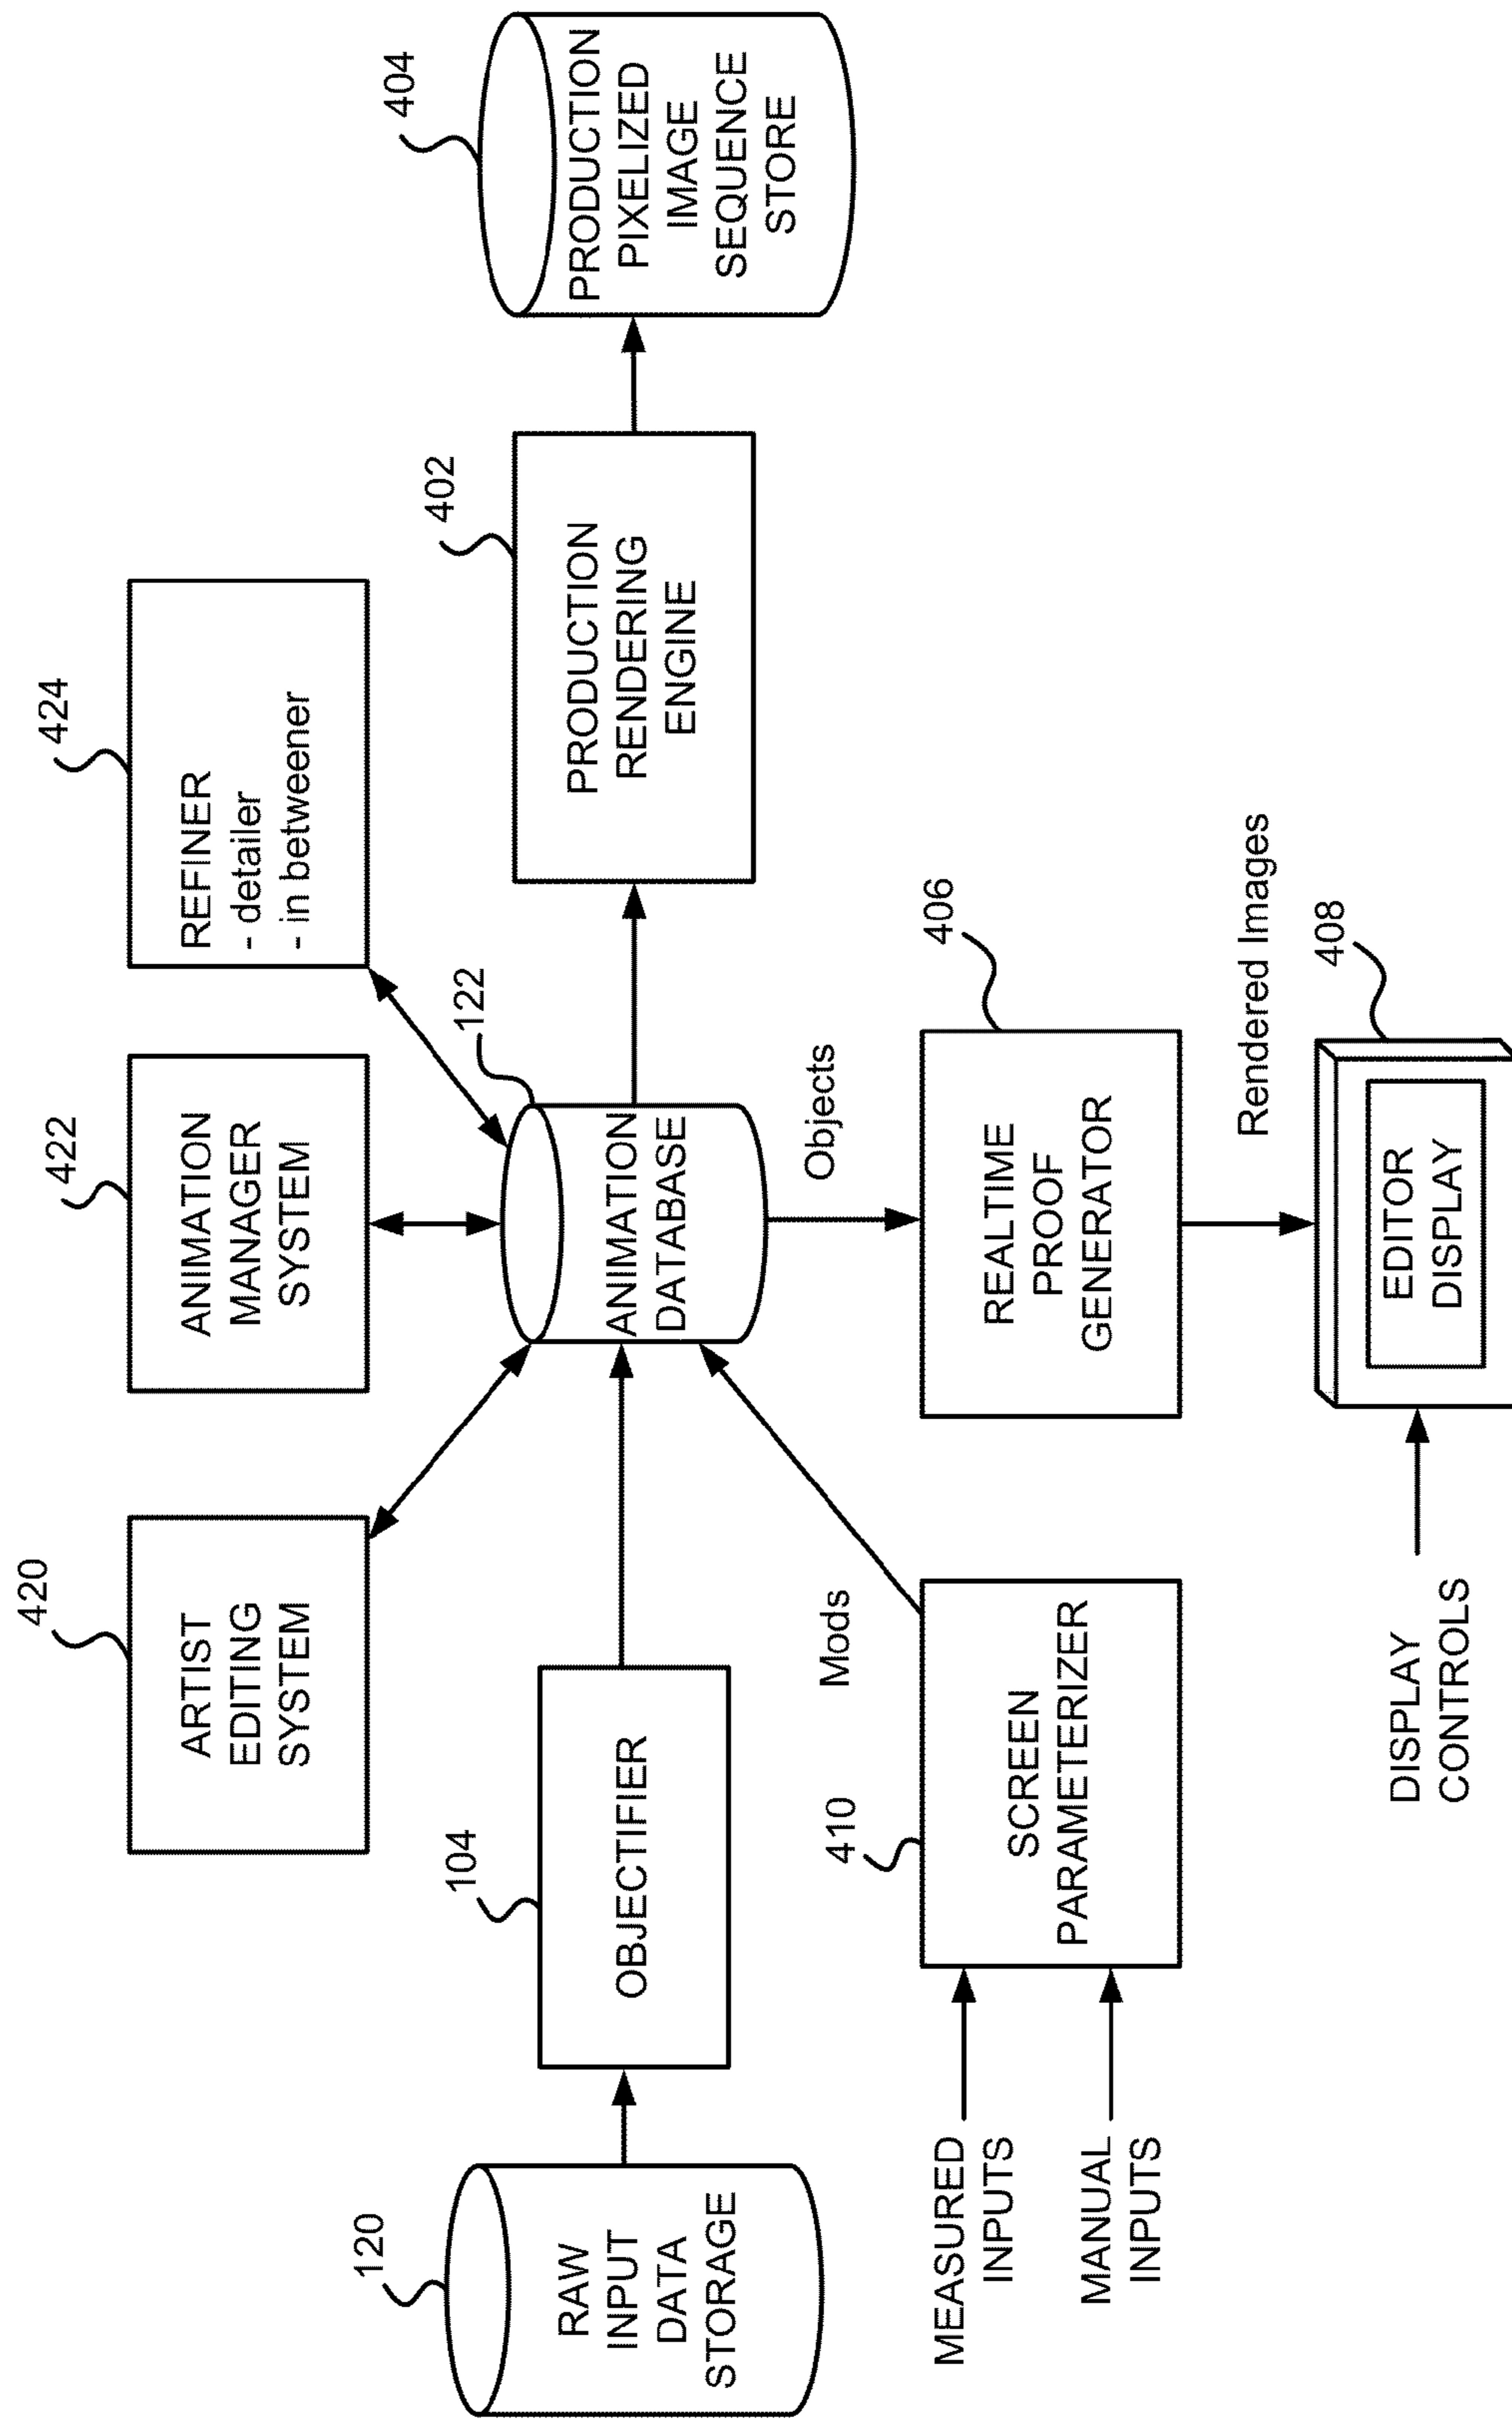 420
ARTIST
EDITING
SYSTEM
422
ANIMATION
MANAGER
SYSTEM
424
REFINER
- detailer
- in betweener
120
RAW
INPUT
DATA
STORAGE
104
OBJECTIFIER
122
ANIMATION
DATABASE
402
PRODUCTION
RENDERING
ENGINE
404
PRODUCTION
PIXELIZED
IMAGE
SEQUENCE
STORE
Mods
Objects
MEASURED
INPUTS
MANUAL
INPUTS
410
SCREEN
PARAMETERIZER
406
REALTIME
PROOF
GENERATOR
Rendered Images
DISPLAY
CONTROLS
408
EDITOR
DISPLAY